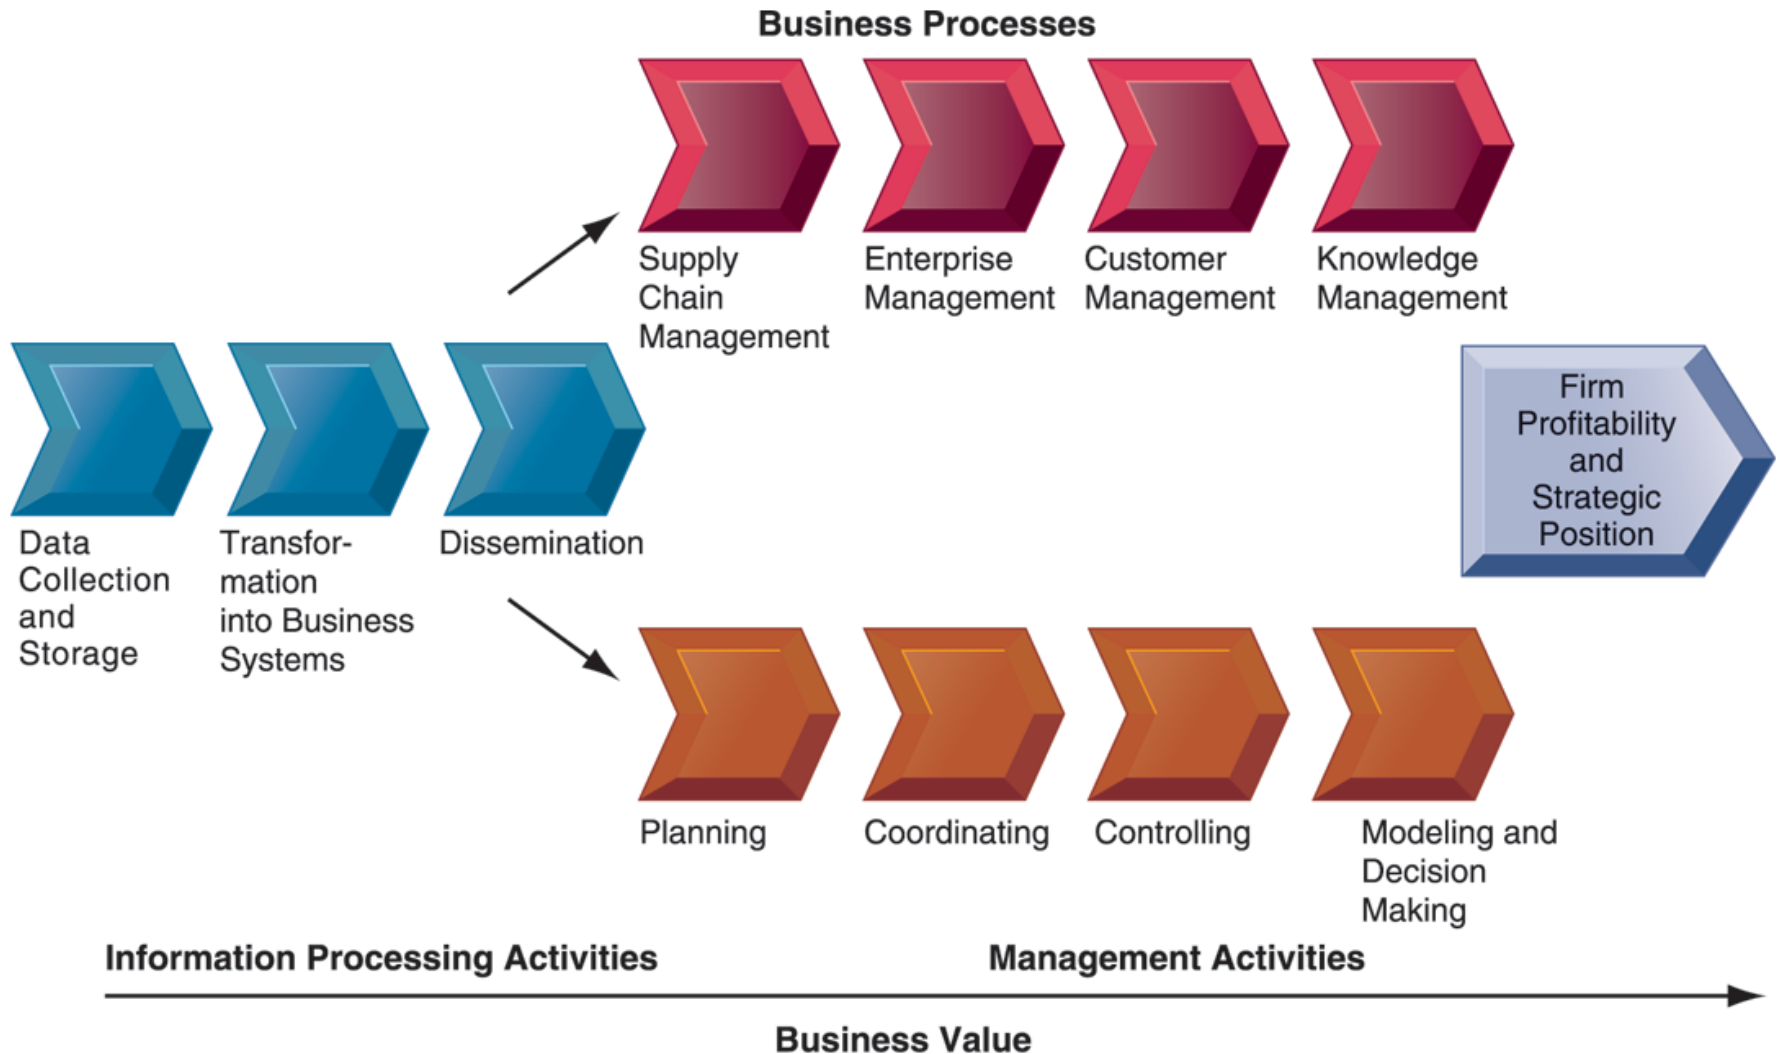 Business Processes
Supply
Chain
Management
Enterprise
Management
Customer
Management
Knowledge
Management
Data
Collection
and
Storage
Transfor-
mation
into Business
Systems
Dissemination
Firm
Profitability
and
Strategic
Position
Planning
Coordinating
Controlling
Modeling and
Decision
Making
Information Processing Activities
Management Activities
Business Value